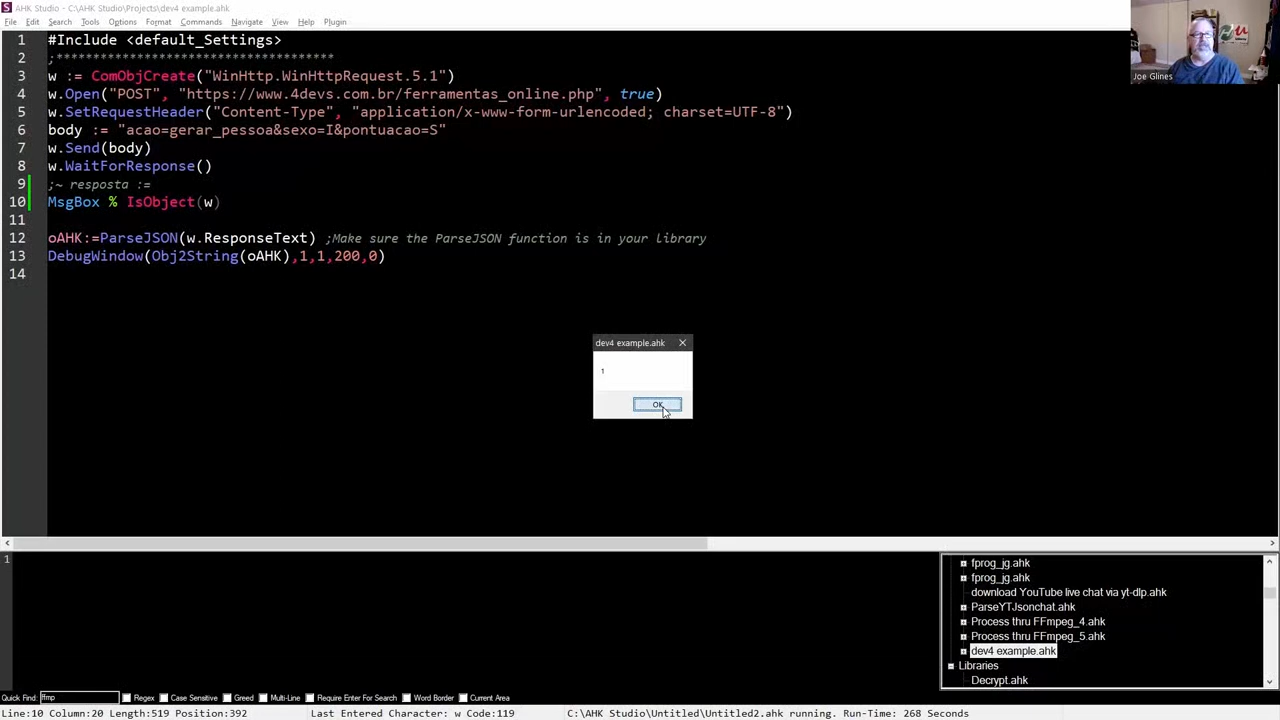 AHK Studio - C:\AHK Studio\Projects\dev4 example.ahk
File Edit Search Tools Options Format Commands Navigate View Help Plugin
1 #Include <default_Settings>
2 ;**************************************
3 w := ComObjCreate("WinHttp.WinHttpRequest.5.1")
4 w.Open("POST", "https://www.4devs.com.br/ferramentas_online.php", true)
5 w.SetRequestHeader("Content-Type", "application/x-www-form-urlencoded; charset=UTF-8")
6 body := "acao=gerar_pessoa&sexo=I&pontuacao=S"
7 w.Send(body)
8 w.WaitForResponse()
9 ;~ resposta :=
10 MsgBox % IsObject(w)
11
12 oAHK:=ParseJSON(w.ResponseText) ;Make sure the ParseJSON function is in your library
13 DebugWindow(Obj2String(oAHK),1,1,200,0)
14
Joe Glines
dev4 example.ahk
1
OK
1
fprog_jg.ahk
fprog_jg.ahk
download YouTube live chat via yt-dlp.ahk
ParseYTJsonchat.ahk
Process thru FFmpeg_4.ahk
Process thru FFmpeg_5.ahk
dev4 example.ahk
Libraries
Decrypt.ahk
Quick Find: ffmp Regex Case Sensitive Greed Multi-Line Require Enter For Search Word Border Current Area
Line:10 Column:20 Length:519 Position:392 Last Entered Character: w Code:119 C:\AHK Studio\Untitled\Untitled2.ahk running. Run-Time: 268 Seconds